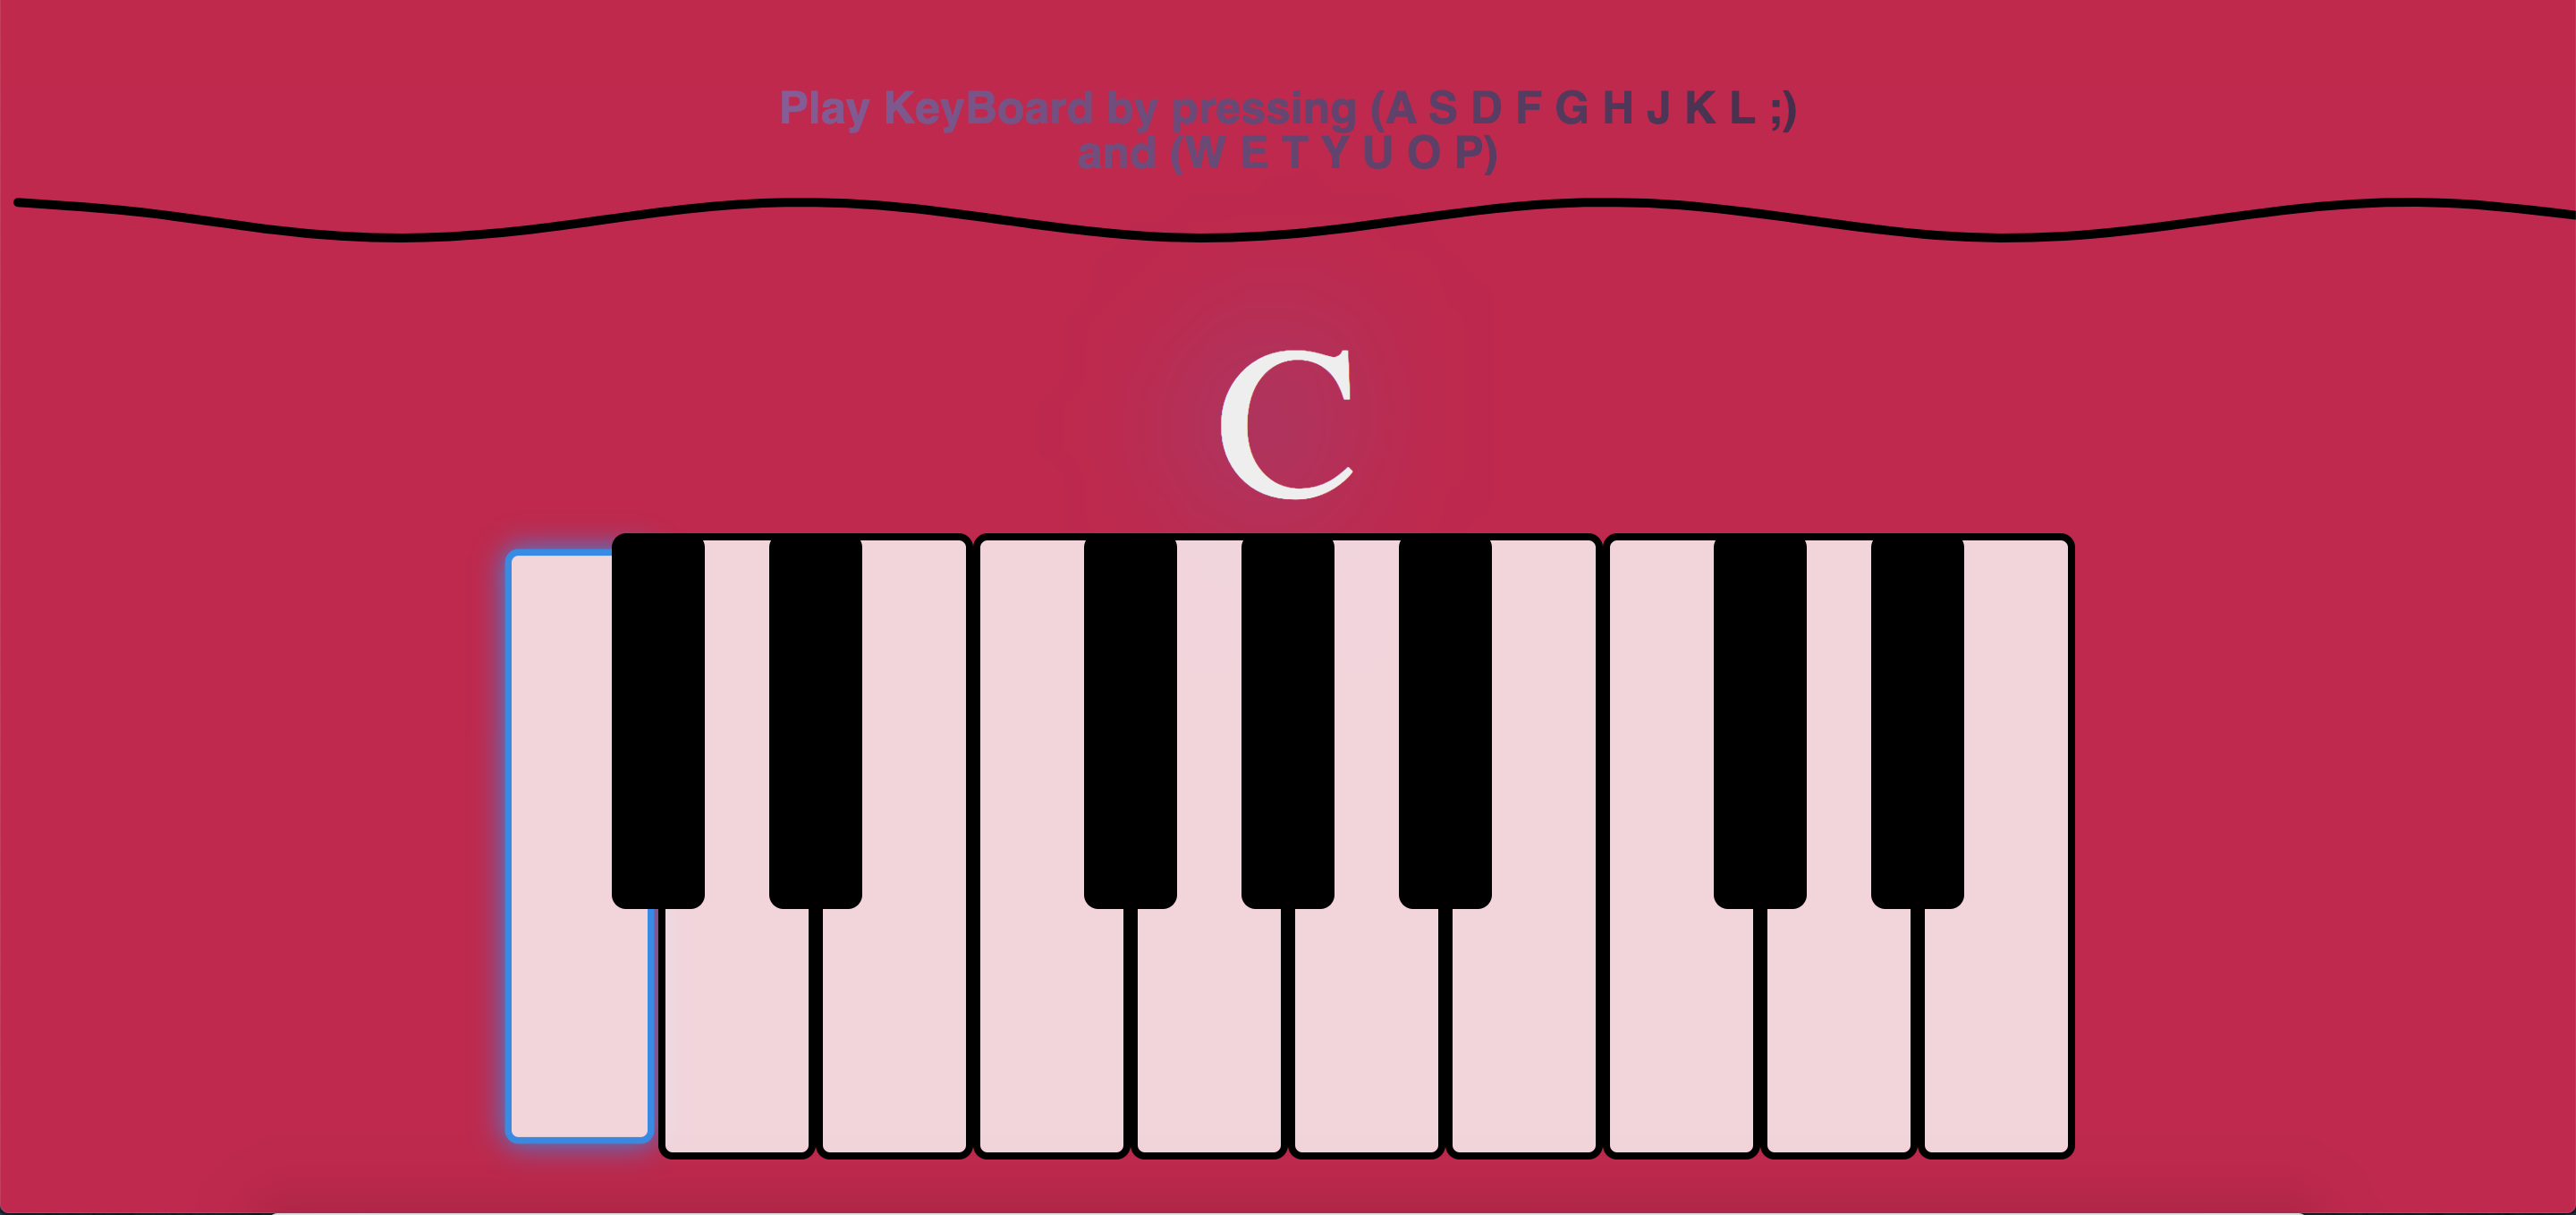 Play KeyBoard by pressing (A S D F G H J K L ;)
and (W E T Y U O P)
C